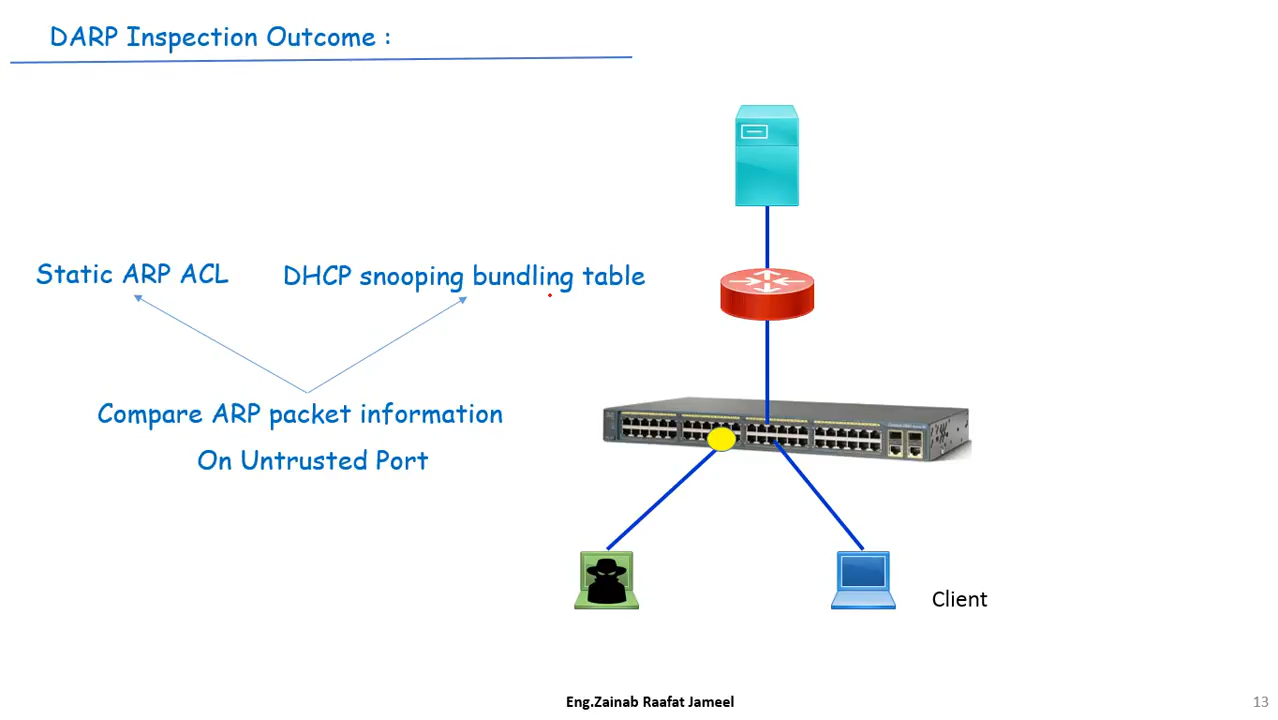 DARP Inspection Outcome :
Static ARP ACL
DHCP snooping bundling table
Compare ARP packet information
On Untrusted Port
Client
Eng.Zainab Raafat Jameel
13